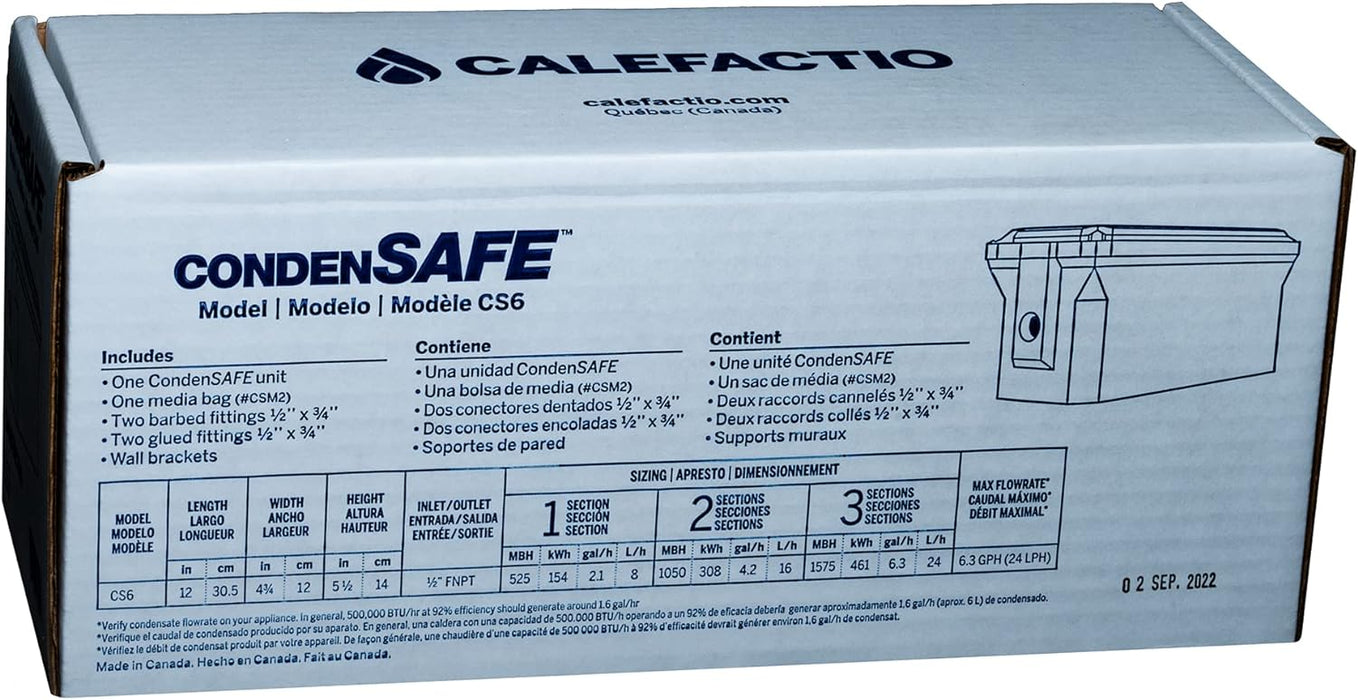 CALEFACTIO
calefactio.com
Québec (Canada)
CONDENSAFE™
Model | Modelo | Modèle CS6
Includes
• One CondenSAFE unit
• One media bag (#CSM2)
• Two barbed fittings ½" x ¾"
• Two glued fittings ½" x ¾"
• Wall brackets
Contiene
• Una unidad CondenSAFE
• Una bolsa de media (#CSM2)
• Dos conectores dentados ½" x ¾"
• Dos conectores encoladas ½" x ¾"
• Soportes de pared
Contient
• Une unité CondenSAFE
• Un sac de média (#CSM2)
• Deux raccords cannelés ½" x ¾"
• Deux raccords collés ½" x ¾"
• Supports muraux
MODEL
MODELO
MODÈLE
LENGTH
LARGO
LONGUEUR
WIDTH
ANCHO
LARGEUR
HEIGHT
ALTURA
HAUTEUR
INLET/OUTLET
ENTRADA/SALIDA
ENTRÉE/SORTIE
SIZING | APRESTO | DIMENSIONNEMENT
1 SECTION
SECCIÓN
SECTION
2 SECTIONS
SECCIONES
SECTIONS
3 SECTIONS
SECCIONES
SECTIONS
MAX FLOWRATE*
CAUDAL MÁXIMO*
DÉBIT MAXIMAL*
in cm in cm in cm MBH kWh gal/h L/h MBH kWh gal/h L/h MBH kWh gal/h L/h
CS6 12 30.5 4¾ 12 5½ 14 ½" FNPT 525 154 2.1 8 1050 308 4.2 16 1575 461 6.3 24 6.3 GPH (24 LPH)
*Verify condensate flowrate on your appliance. In general, 500,000 BTU/hr at 92% efficiency should generate around 1.6 gal/hr
*Verifique el caudal de condensado producido por su aparato. En general, una caldera con una capacidad de 500.000 BTU/h operando a un 92% de eficacia debería generar aproximadamente 1,6 gal/h (aprox. 6L) de condensado.
*Vérifiez le débit de condensat produit par votre appareil. De façon générale, une chaudière d'une capacité de 500 000 BTU/h à 92% d'efficacité devrait générer environ 1,6 gal/h de condensat.
Made in Canada. Hecho en Canada. Fait au Canada.
02 SEP. 2022